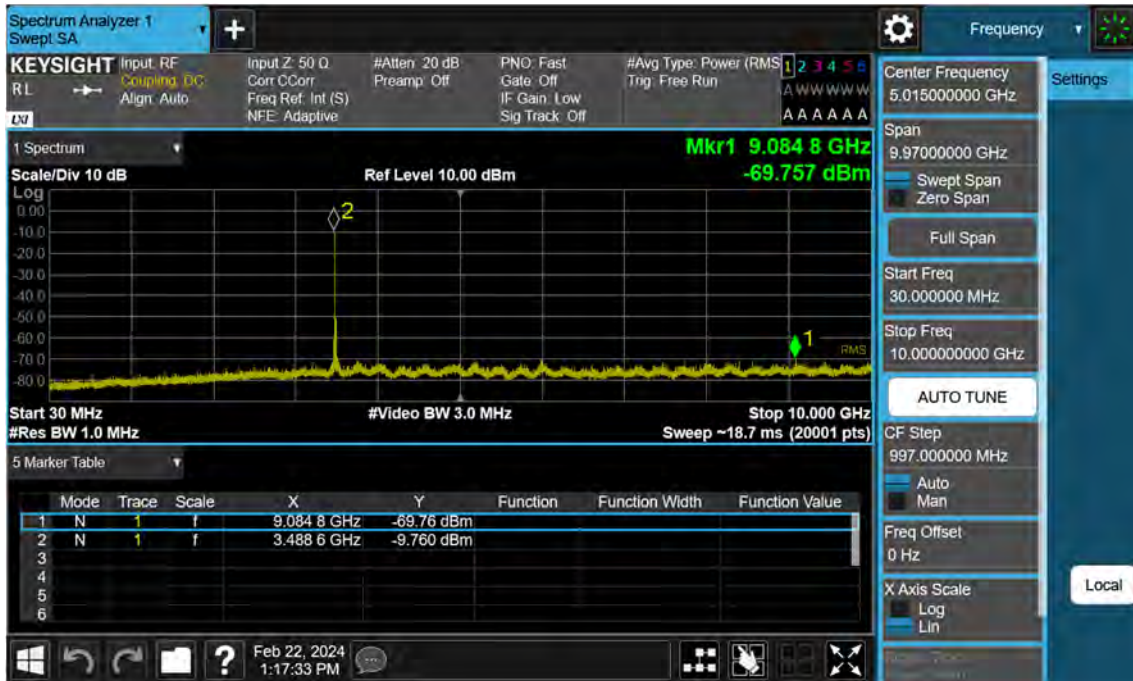 Spectrum Analyzer 1
Swept SA
+
Frequency
KEYSIGHT
RL
LXI
Input: RF
Coupling: DC
Align: Auto
Input Z: 50 Ω
Corr CCorr
Freq Ref: Int (S)
NFE: Adaptive
#Atten: 20 dB
Preamp: Off
PNO: Fast
Gate: Off
IF Gain: Low
Sig Track: Off
#Avg Type: Power (RMS
Trig: Free Run
1 2 3 4 5 6
A W W W W W
A A A A A A
1 Spectrum
Scale/Div 10 dB
Ref Level 10.00 dBm
Mkr1 9.084 8 GHz
-69.757 dBm
Log
0.00
-10.0
-20.0
-30.0
-40.0
-50.0
-60.0
-70.0
-80.0
2
1
RMS
Start 30 MHz
#Video BW 3.0 MHz
Stop 10.000 GHz
#Res BW 1.0 MHz
Sweep ~18.7 ms (20001 pts)
5 Marker Table
Mode Trace Scale X Y Function Function Width Function Value
1 N 1 f 9.084 8 GHz -69.76 dBm
2 N 1 f 3.488 6 GHz -9.760 dBm
3
4
5
6
Feb 22, 2024
1:17:33 PM
Center Frequency
5.015000000 GHz
Settings
Span
9.97000000 GHz
Swept Span
Zero Span
Full Span
Start Freq
30.000000 MHz
Stop Freq
10.000000000 GHz
AUTO TUNE
CF Step
997.000000 MHz
Auto
Man
Freq Offset
0 Hz
X Axis Scale
Log
Lin
Local